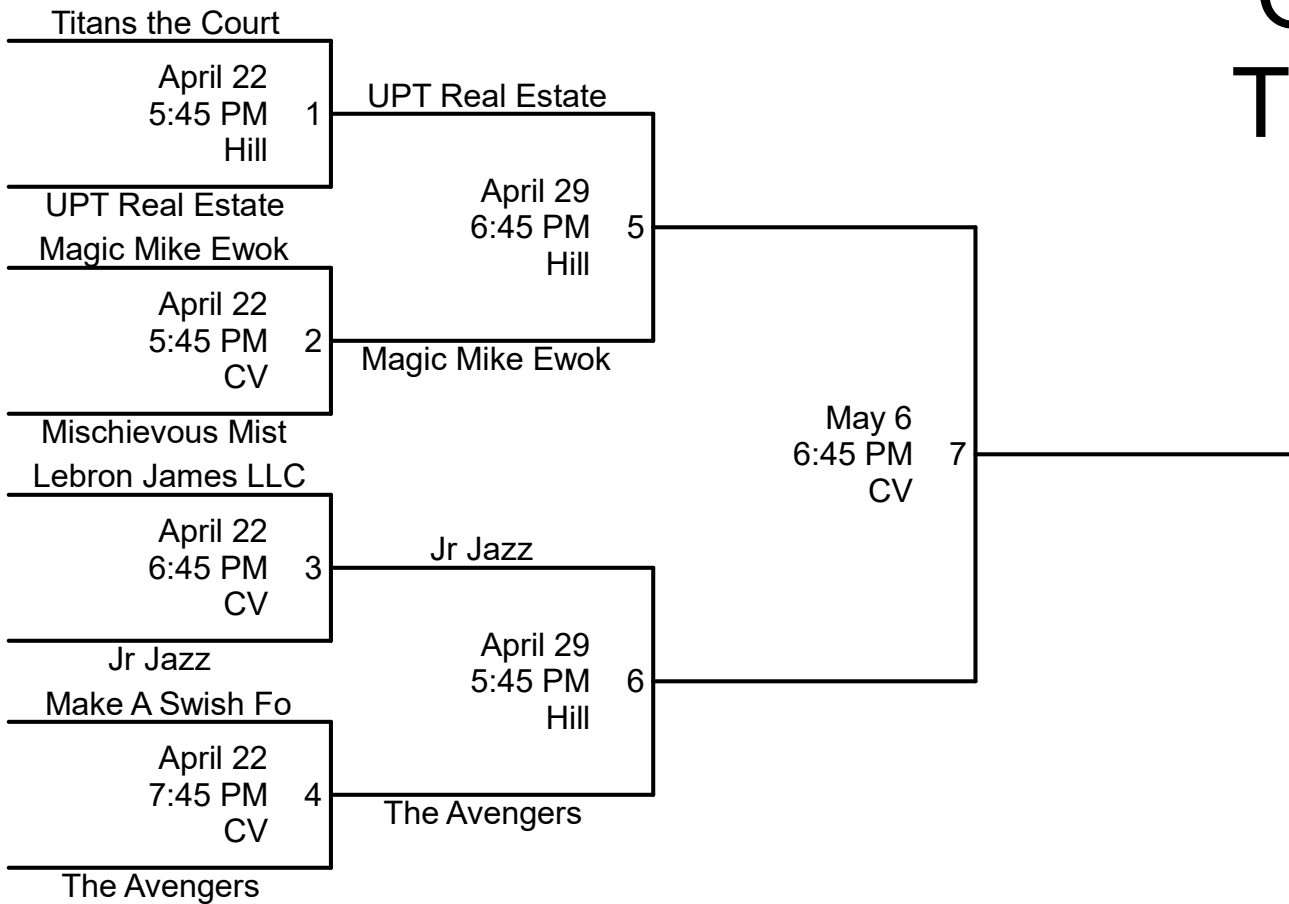 Titans the Court
April 22
5:45 PM 1
Hill
UPT Real Estate
Magic Mike Ewok
April 22
5:45 PM 2
CV
Mischievous Mist
Lebron James LLC
April 22
6:45 PM 3
CV
Jr Jazz
Make A Swish Fo
April 22
7:45 PM 4
CV
The Avengers
UPT Real Estate
April 29
6:45 PM 5
Hill
Magic Mike Ewok
Jr Jazz
April 29
5:45 PM 6
Hill
The Avengers
May 6
6:45 PM 7
CV
T